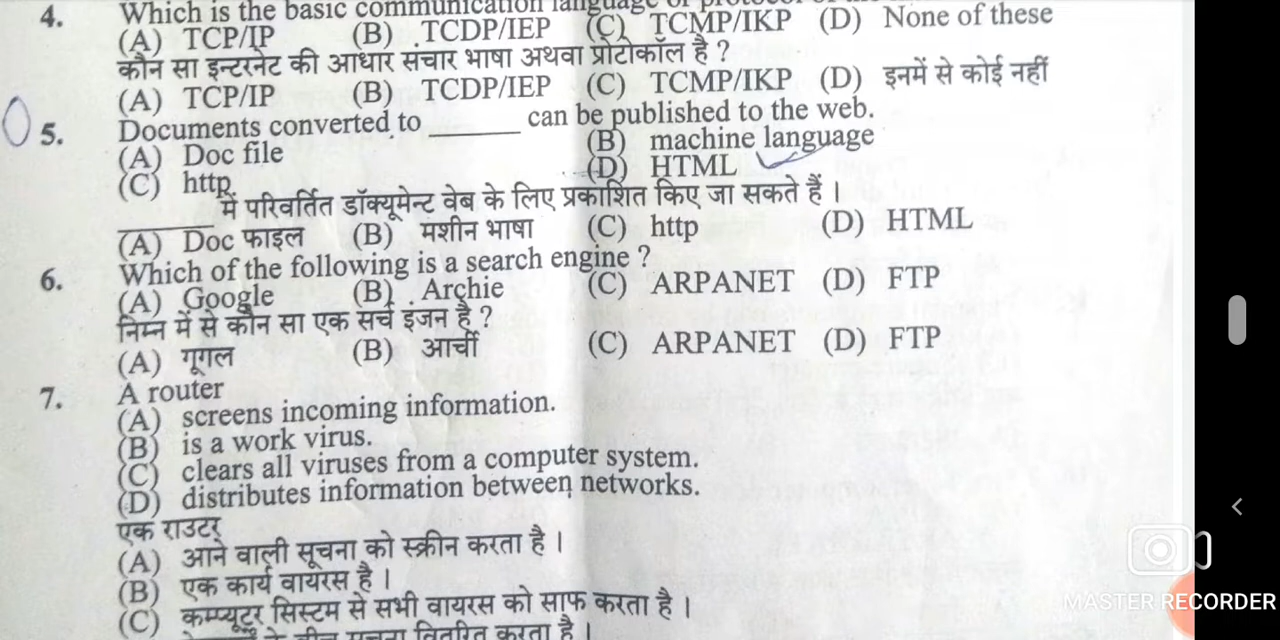 4. Which is the basic communication language or protocol of the
(A) TCP/IP (B) TCDP/IEP (C) TCMP/IKP (D) None of these
कौन सा इन्टरनेट की आधार संचार भाषा अथवा प्रोटोकॉल है ?
(A) TCP/IP (B) TCDP/IEP (C) TCMP/IKP (D) इनमें से कोई नहीं
5. Documents converted to ______ can be published to the web.
(A) Doc file (B) machine language
(C) http (D) HTML
______ में परिवर्तित डॉक्यूमेन्ट वेब के लिए प्रकाशित किए जा सकते हैं ।
(A) Doc फाइल (B) मशीन भाषा (C) http (D) HTML
6. Which of the following is a search engine ?
(A) Google (B) Archie (C) ARPANET (D) FTP
निम्न में से कौन सा एक सर्च इंजन है ?
(A) गूगल (B) आर्ची (C) ARPANET (D) FTP
7. A router
(A) screens incoming information.
(B) is a work virus.
(C) clears all viruses from a computer system.
(D) distributes information between networks.
एक राउटर
(A) आने वाली सूचना को स्क्रीन करता है ।
(B) एक कार्य वायरस है ।
(C) कम्प्यूटर सिस्टम से सभी वायरस को साफ करता है ।
के बीच सूचना वितरित करता है ।
MASTER RECORDER